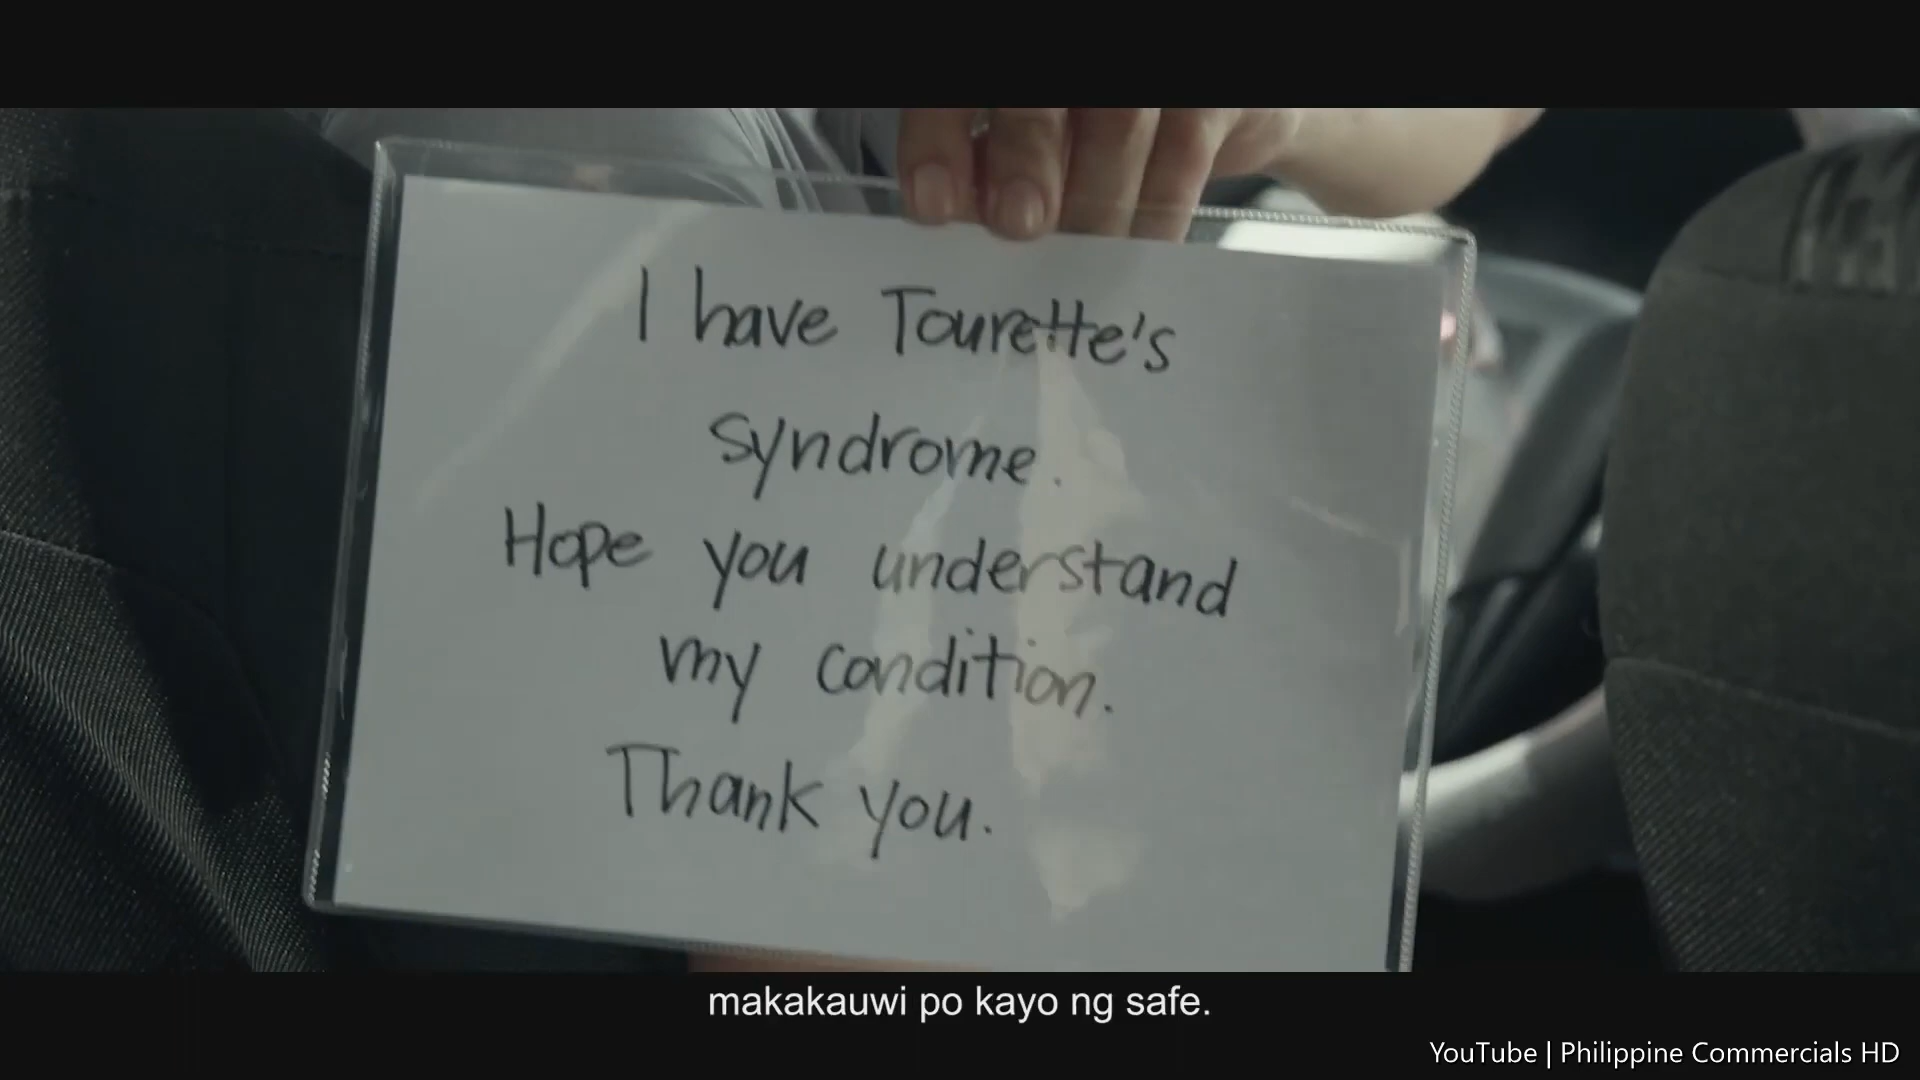 I have Tourette's
syndrome.
Hope you understand
my condition.
Thank you.
makakauwi po kayo ng safe.
YouTube | Philippine Commercials HD